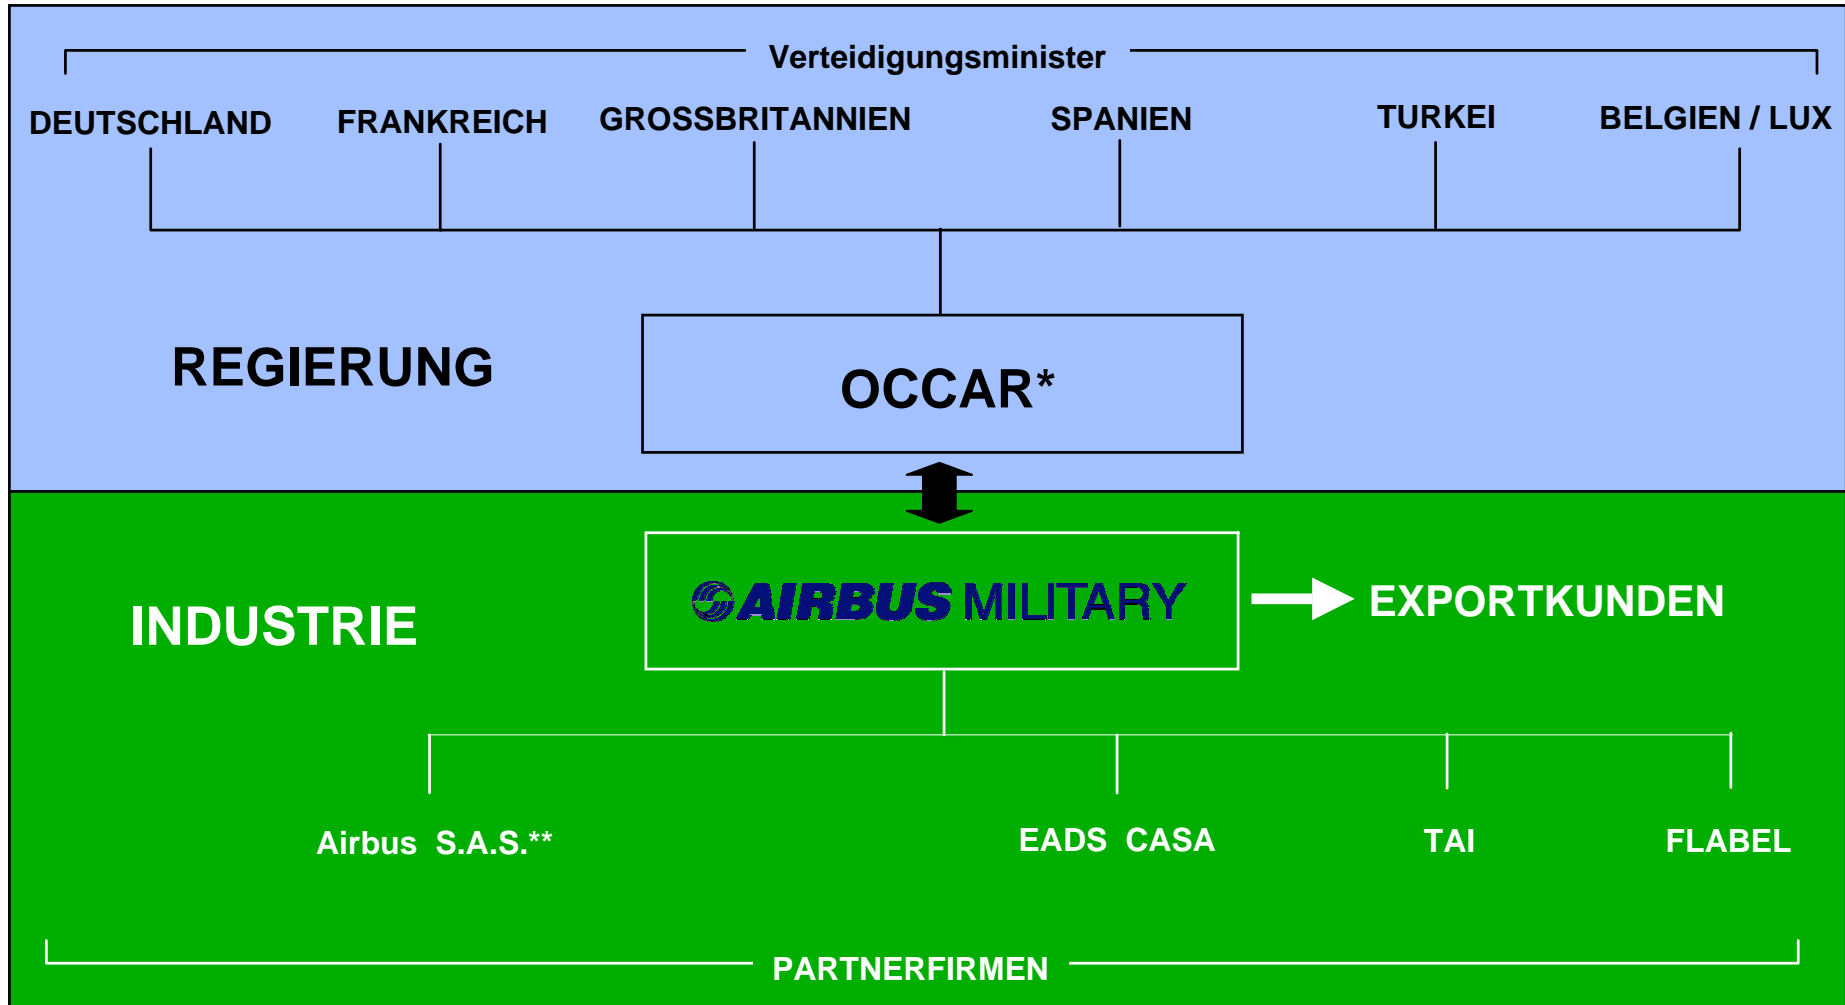 Verteidigungsminister
DEUTSCHLAND FRANKREICH GROSSBRITANNIEN SPANIEN TURKEI BELGIEN / LUX
REGIERUNG
OCCAR*
AIRBUS MILITARY
EXPORTKUNDEN
INDUSTRIE
Airbus S.A.S.** EADS CASA TAI FLABEL
PARTNERFIRMEN